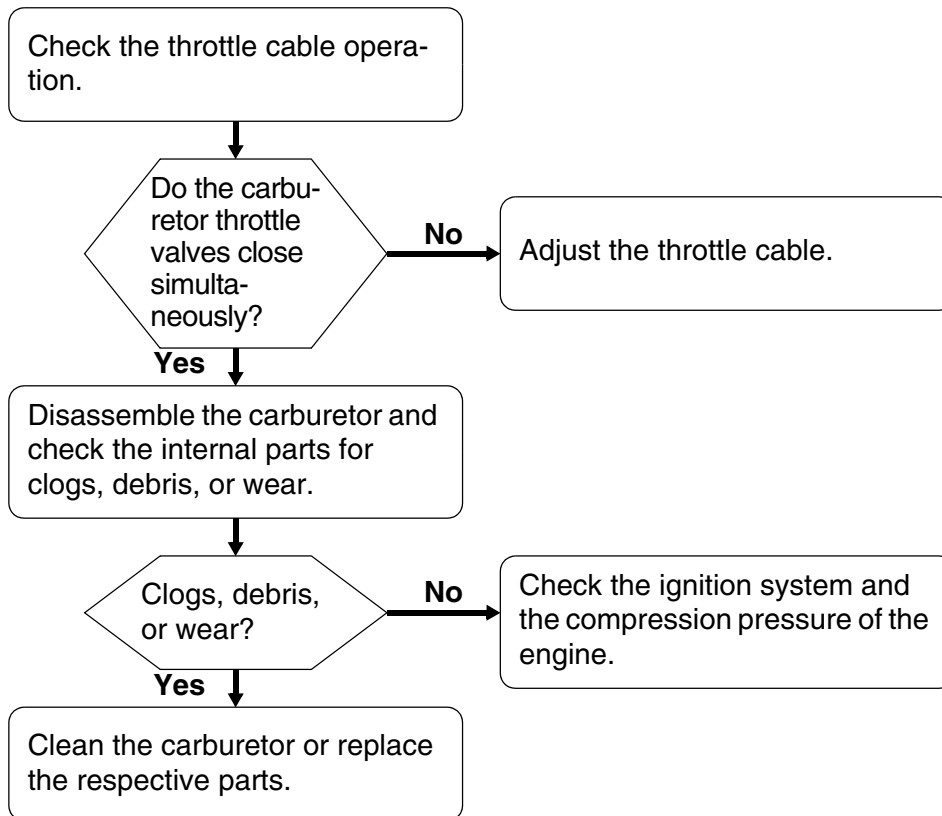 Check the throttle cable opera-
tion.
Do the carbu-
retor throttle
valves close
simulta-
neously?
No
Adjust the throttle cable.
Yes
Disassemble the carburetor and
check the internal parts for
clogs, debris, or wear.
Clogs, debris,
or wear?
No
Check the ignition system and
the compression pressure of the
engine.
Yes
Clean the carburetor or replace
the respective parts.